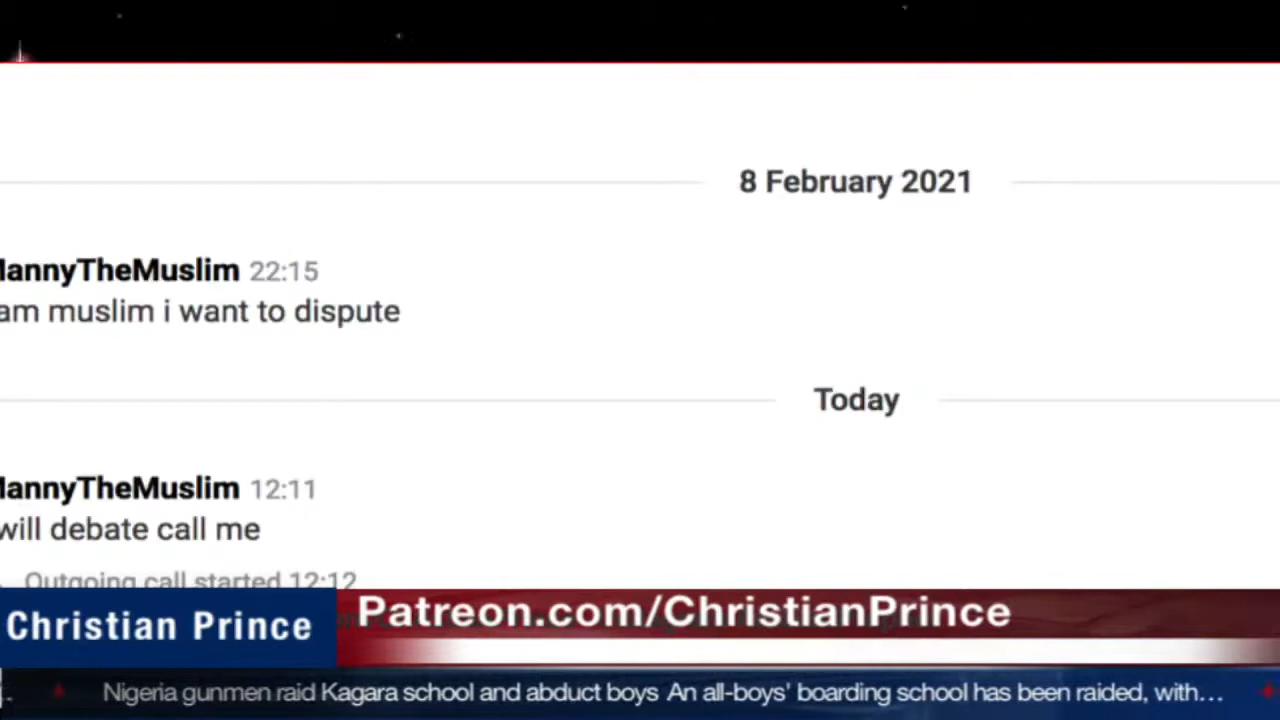 8 February 2021
annyTheMuslim 22:15
am muslim i want to dispute
Today
annyTheMuslim 12:11
will debate call me
Outgoing call started 12:12
Christian Prince
Patreon.com/ChristianPrince
Nigeria gunmen raid Kagara school and abduct boys An all-boys' boarding school has been raided, with…